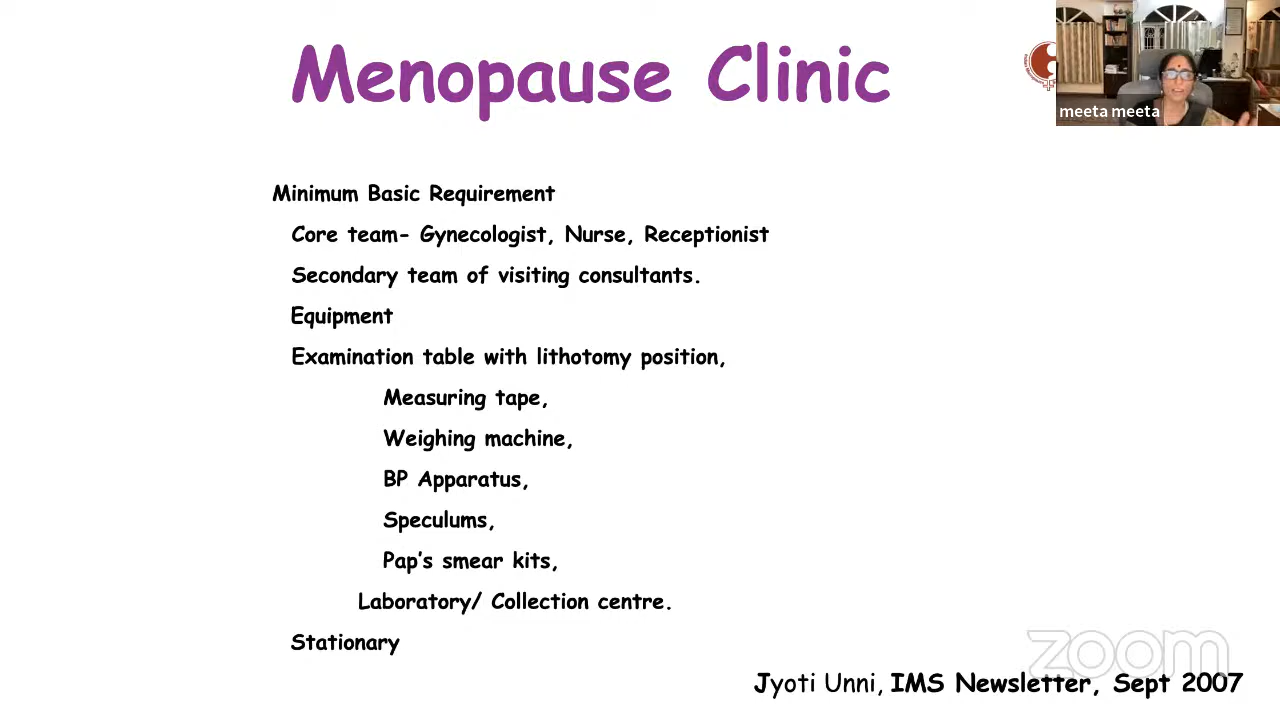 Menopause Clinic
meeta meeta
Minimum Basic Requirement
Core team- Gynecologist, Nurse, Receptionist
Secondary team of visiting consultants.
Equipment
Examination table with lithotomy position,
Measuring tape,
Weighing machine,
BP Apparatus,
Speculums,
Pap's smear kits,
Laboratory/ Collection centre.
Stationary
zoom
Jyoti Unni, IMS Newsletter, Sept 2007